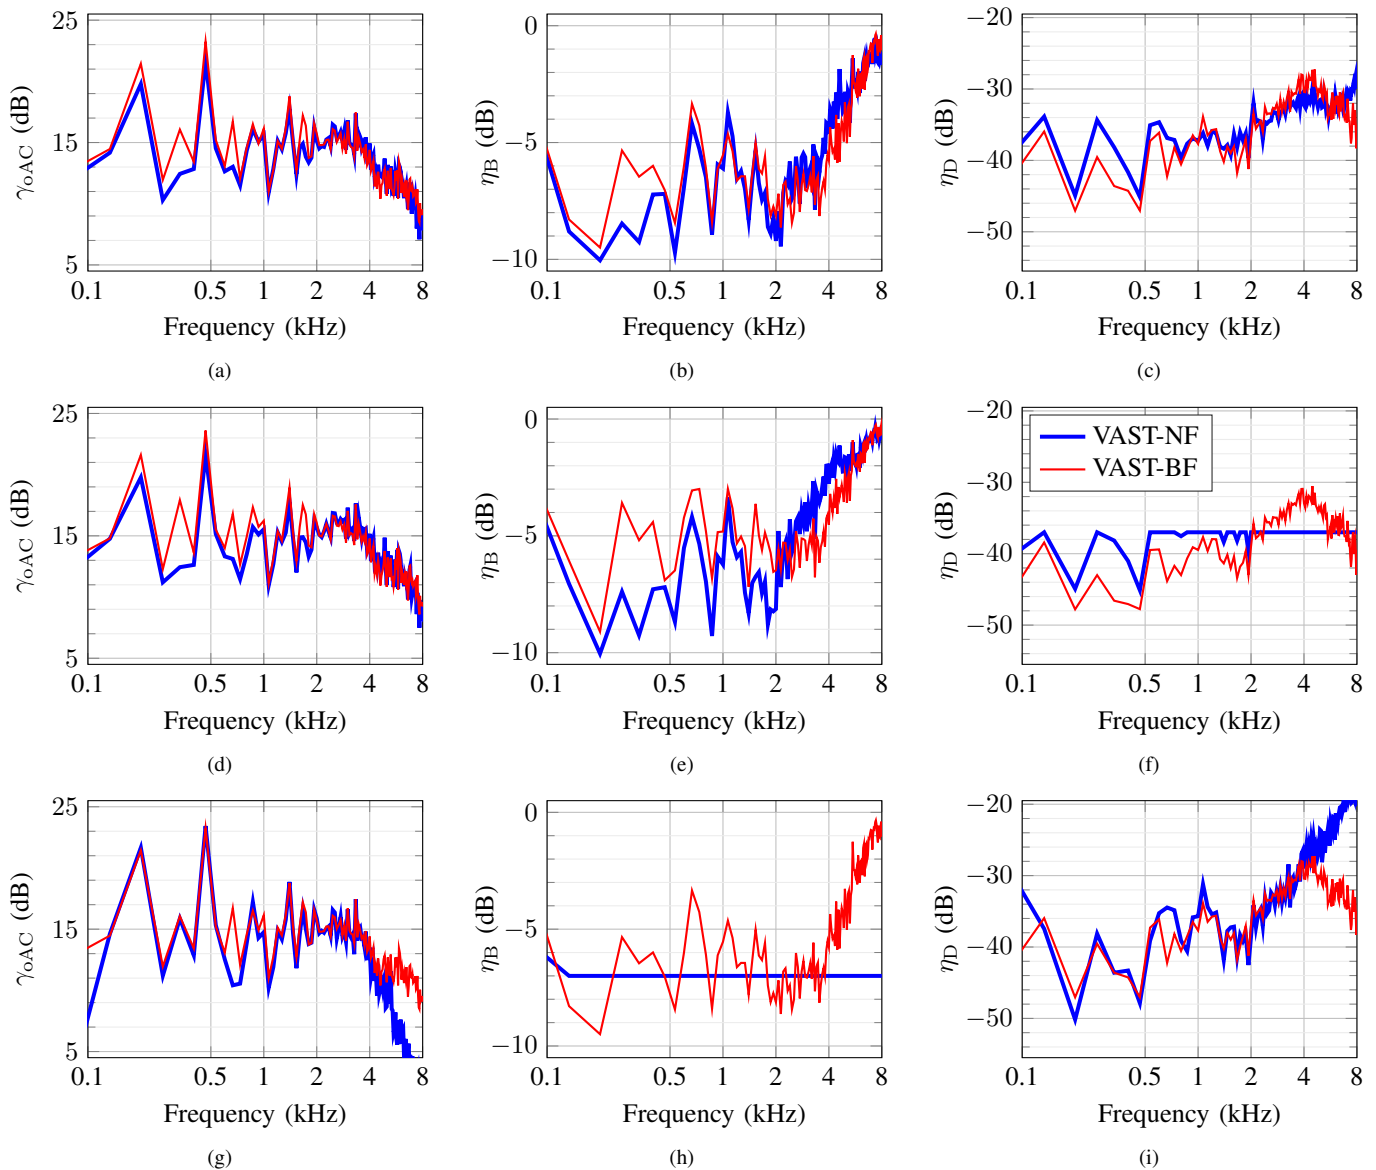 25
15
5
γoAC (dB)
0.1 0.5 1 2 4 8
Frequency (kHz)
(a)
0
−5
−10
ηB (dB)
0.1 0.5 1 2 4 8
Frequency (kHz)
(b)
−20
−30
−40
−50
ηD (dB)
0.1 0.5 1 2 4 8
Frequency (kHz)
(c)
25
15
5
γoAC (dB)
0.1 0.5 1 2 4 8
Frequency (kHz)
(d)
0
−5
−10
ηB (dB)
0.1 0.5 1 2 4 8
Frequency (kHz)
(e)
−20
−30
−40
−50
ηD (dB)
VAST-NF
VAST-BF
0.1 0.5 1 2 4 8
Frequency (kHz)
(f)
25
15
5
γoAC (dB)
0.1 0.5 1 2 4 8
Frequency (kHz)
(g)
0
−5
−10
ηB (dB)
0.1 0.5 1 2 4 8
Frequency (kHz)
(h)
−20
−30
−40
−50
ηD (dB)
0.1 0.5 1 2 4 8
Frequency (kHz)
(i)